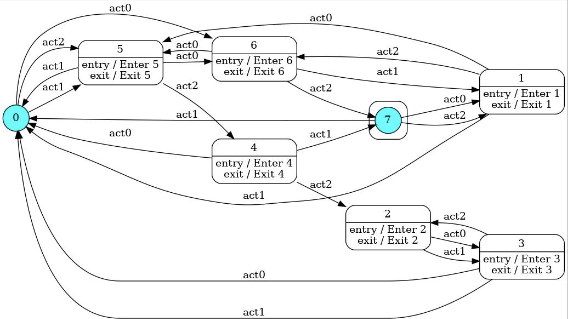 act0
act2
act1
act1
0
5
entry / Enter 5
exit / Exit 5
act0
act0
act2
6
entry / Enter 6
exit / Exit 6
act0
act2
act1
act2
1
entry / Enter 1
exit / Exit 1
act1
7
act0
act2
act0
4
entry / Enter 4
exit / Exit 4
act1
act2
act1
2
entry / Enter 2
exit / Exit 2
act2
act0
act1
3
entry / Enter 3
exit / Exit 3
act0
act1